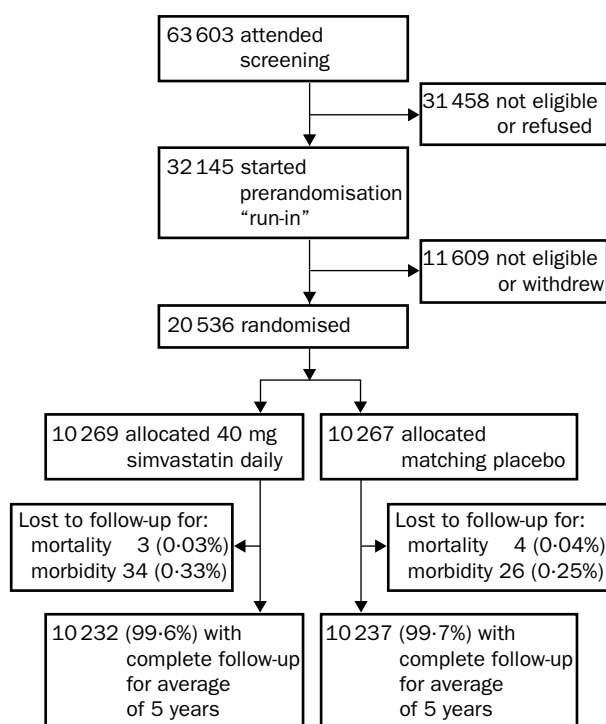 63 603 attended
screening
31 458 not eligible
or refused
32 145 started
prerandomisation
“run-in”
11 609 not eligible
or withdrew
20 536 randomised
10 269 allocated 40 mg
simvastatin daily
10 267 allocated
matching placebo
Lost to follow-up for:
mortality 3 (0·03%)
morbidity 34 (0·33%)
Lost to follow-up for:
mortality 4 (0·04%)
morbidity 26 (0·25%)
10 232 (99·6%) with
complete follow-up
for average
of 5 years
10 237 (99·7%) with
complete follow-up
for average
of 5 years